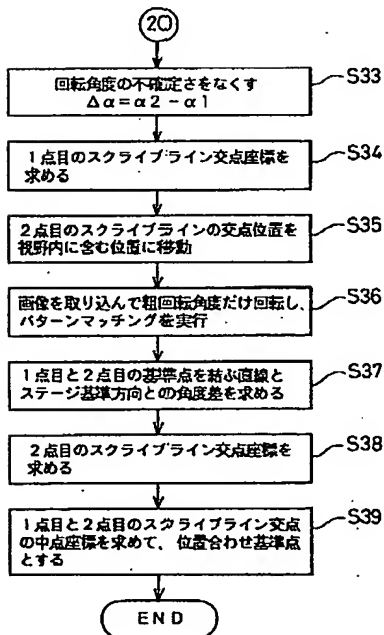 20
回転角度の不確定さをなくす
Δα=α2-α1
S33
1点目のスクライブライン交点座標を
求める
S34
2点目のスクライブラインの交点位置を
視野内に含む位置に移動
S35
画像を取り込んで粗回転角度だけ回転し、
パターンマッチングを実行
S36
1点目と2点目の基準点を結ぶ直線と
ステージ基準方向との角度差を求める
S37
2点目のスクライブライン交点座標を
求める
S38
1点目と2点目のスクライブライン交点
の中点座標を求めて、位置合わせ基準点
とする
S39
END